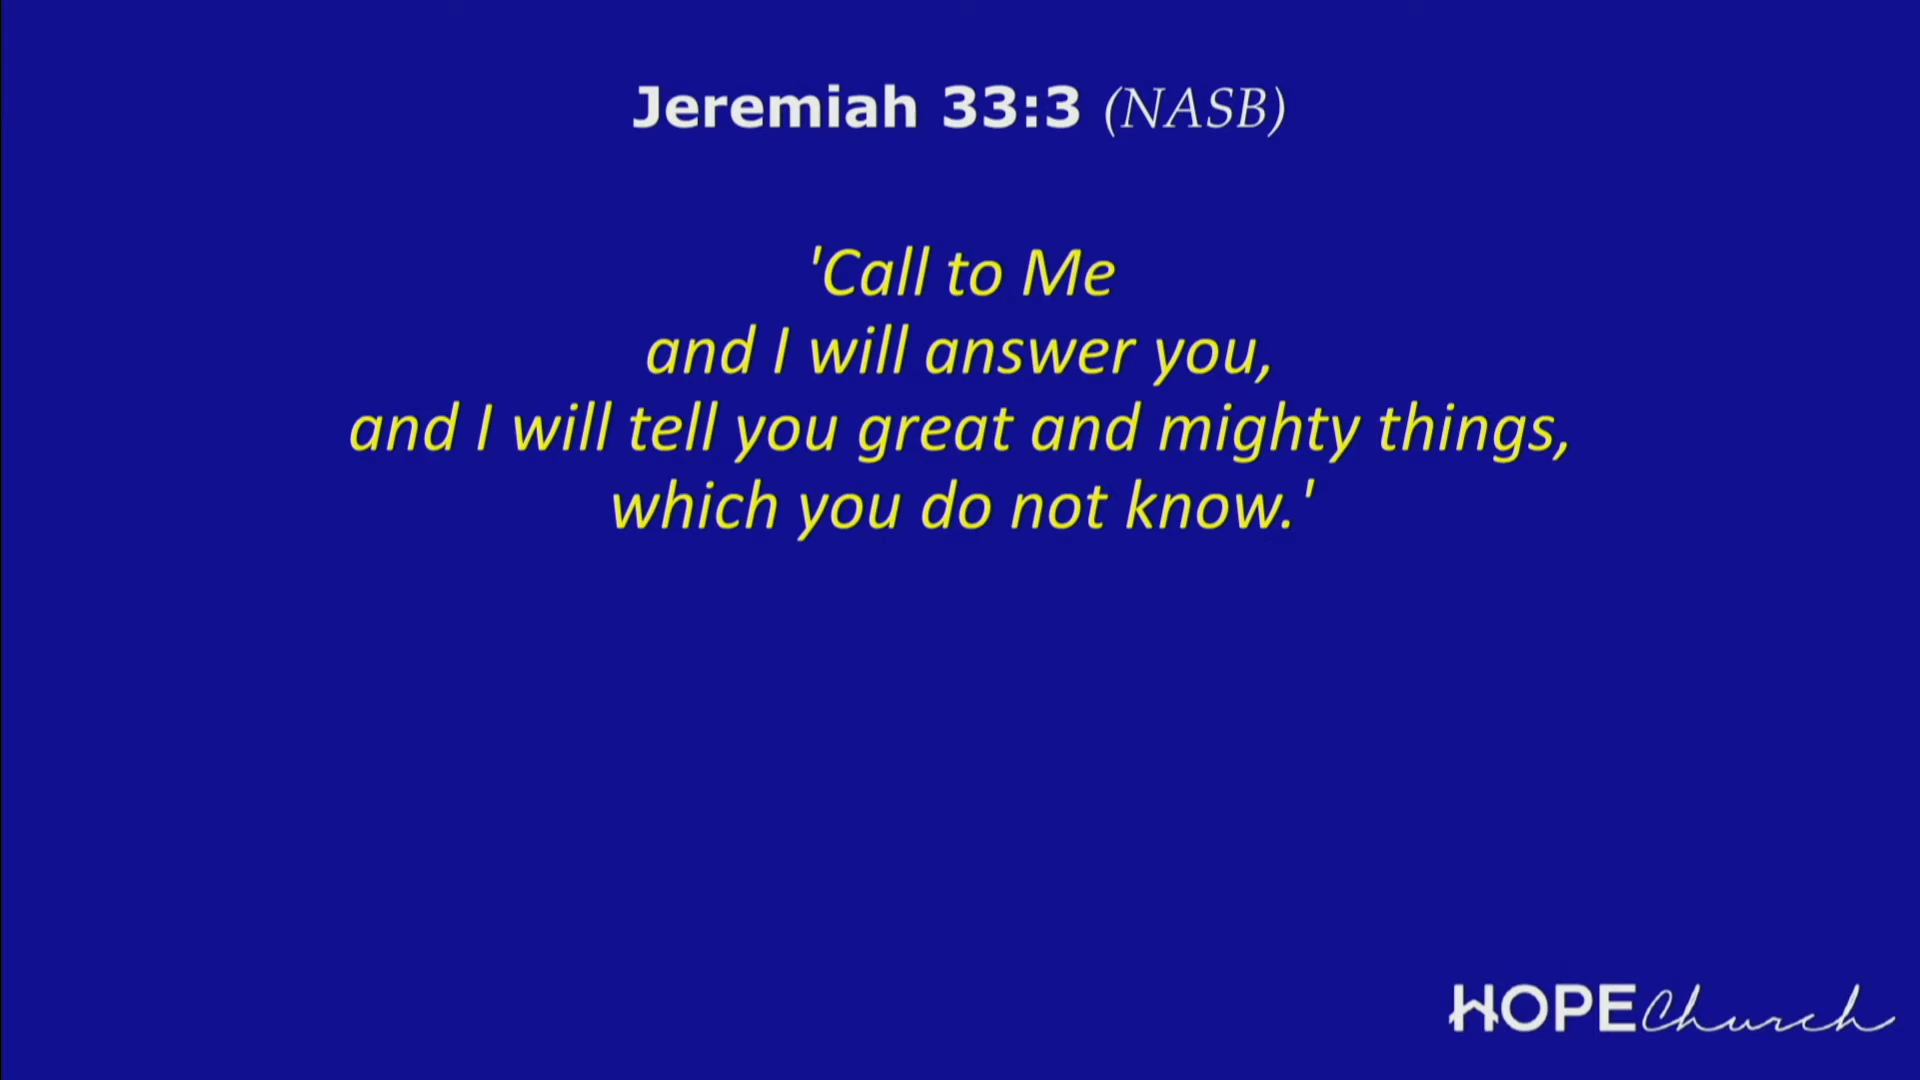 Jeremiah 33:3 (NASB)
'Call to Me
and I will answer you,
and I will tell you great and mighty things,
which you do not know.'
HOPE Church